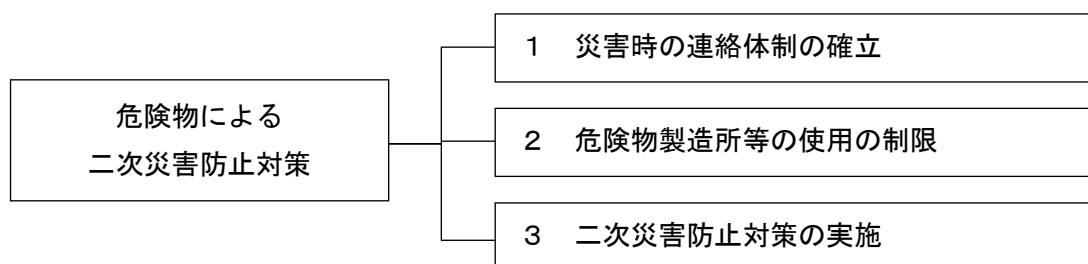 危険物による
二次災害防止対策
１　災害時の連絡体制の確立
２　危険物製造所等の使用の制限
３　二次災害防止対策の実施